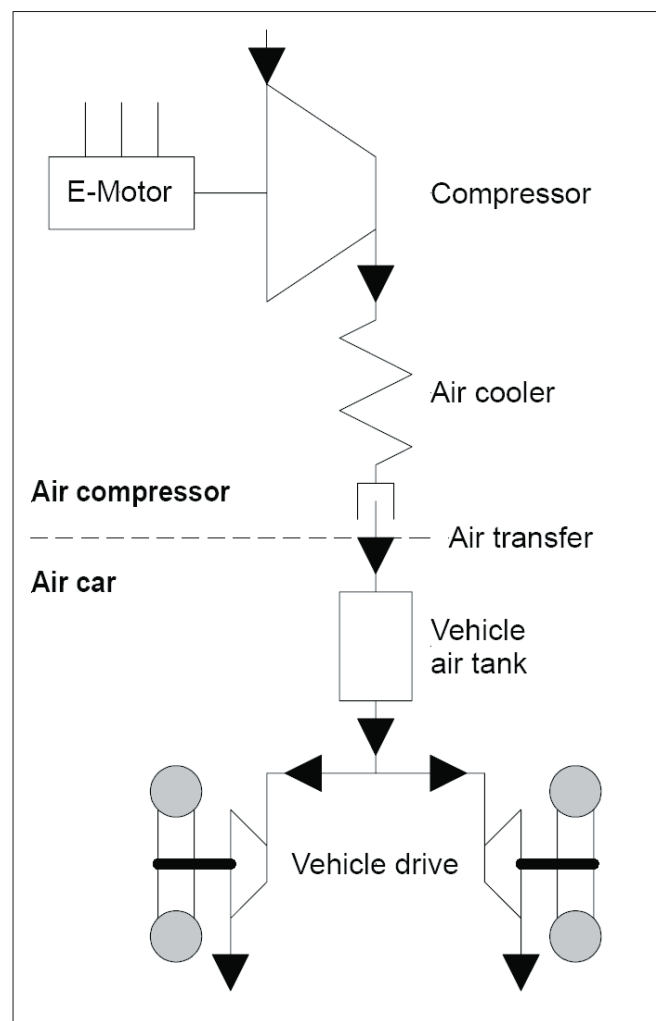 E-Motor
Compressor
Air cooler
Air compressor
Air transfer
Air car
Vehicle
air tank
Vehicle drive